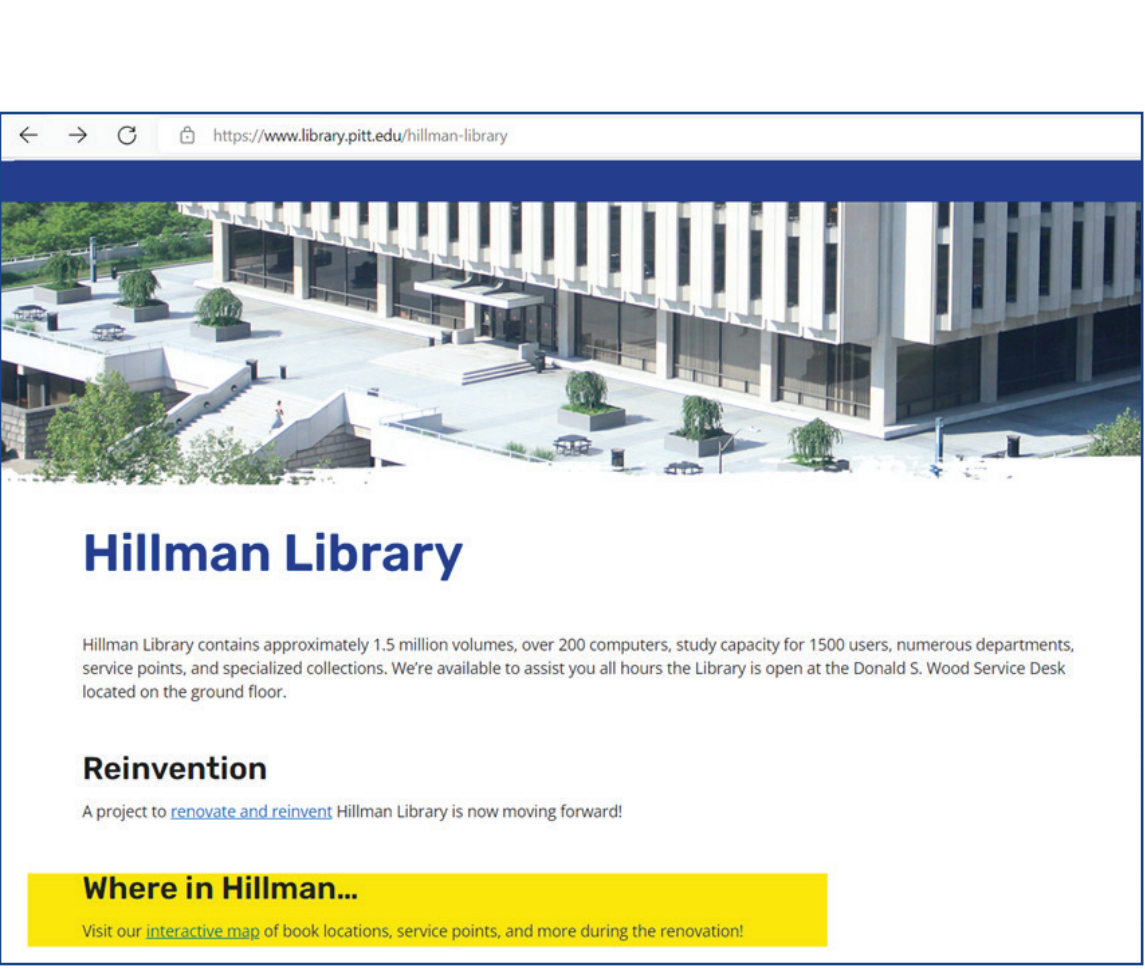 https://www.library.pitt.edu/hillman-library
Hillman Library
Hillman Library contains approximately 1.5 million volumes, over 200 computers, study capacity for 1500 users, numerous departments,
service points, and specialized collections. We're available to assist you all hours the Library is open at the Donald S. Wood Service Desk
located on the ground floor.
Reinvention
A project to renovate and reinvent Hillman Library is now moving forward!
Where in Hillman...
Visit our interactive map of book locations, service points, and more during the renovation!